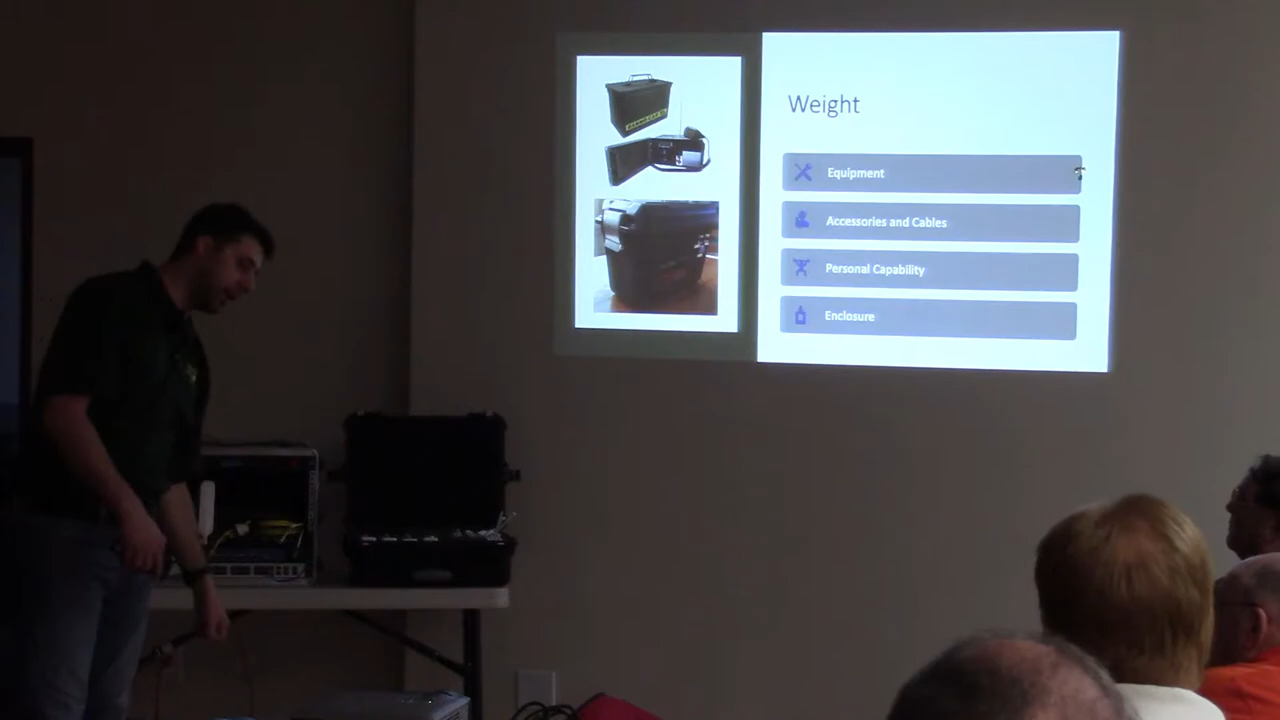 Weight
Equipment
Accessories and Cables
Personal Capability
Enclosure